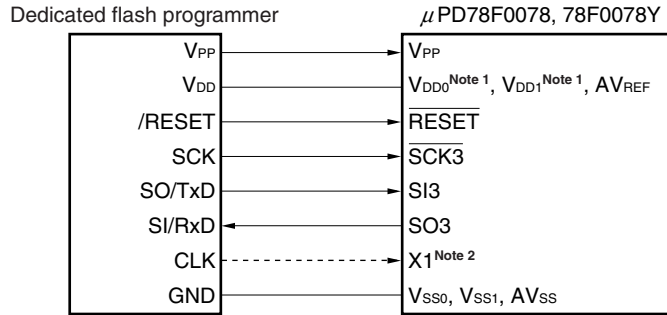 Dedicated flash programmer μPD78F0078, 78F0078Y
VPP VPP
VDD VDD0Note 1, VDD1Note 1, AVREF
/RESET RESET
SCK SCK3
SO/TxD SI3
SI/RxD SO3
CLK X1Note 2
GND VSS0, VSS1, AVSS